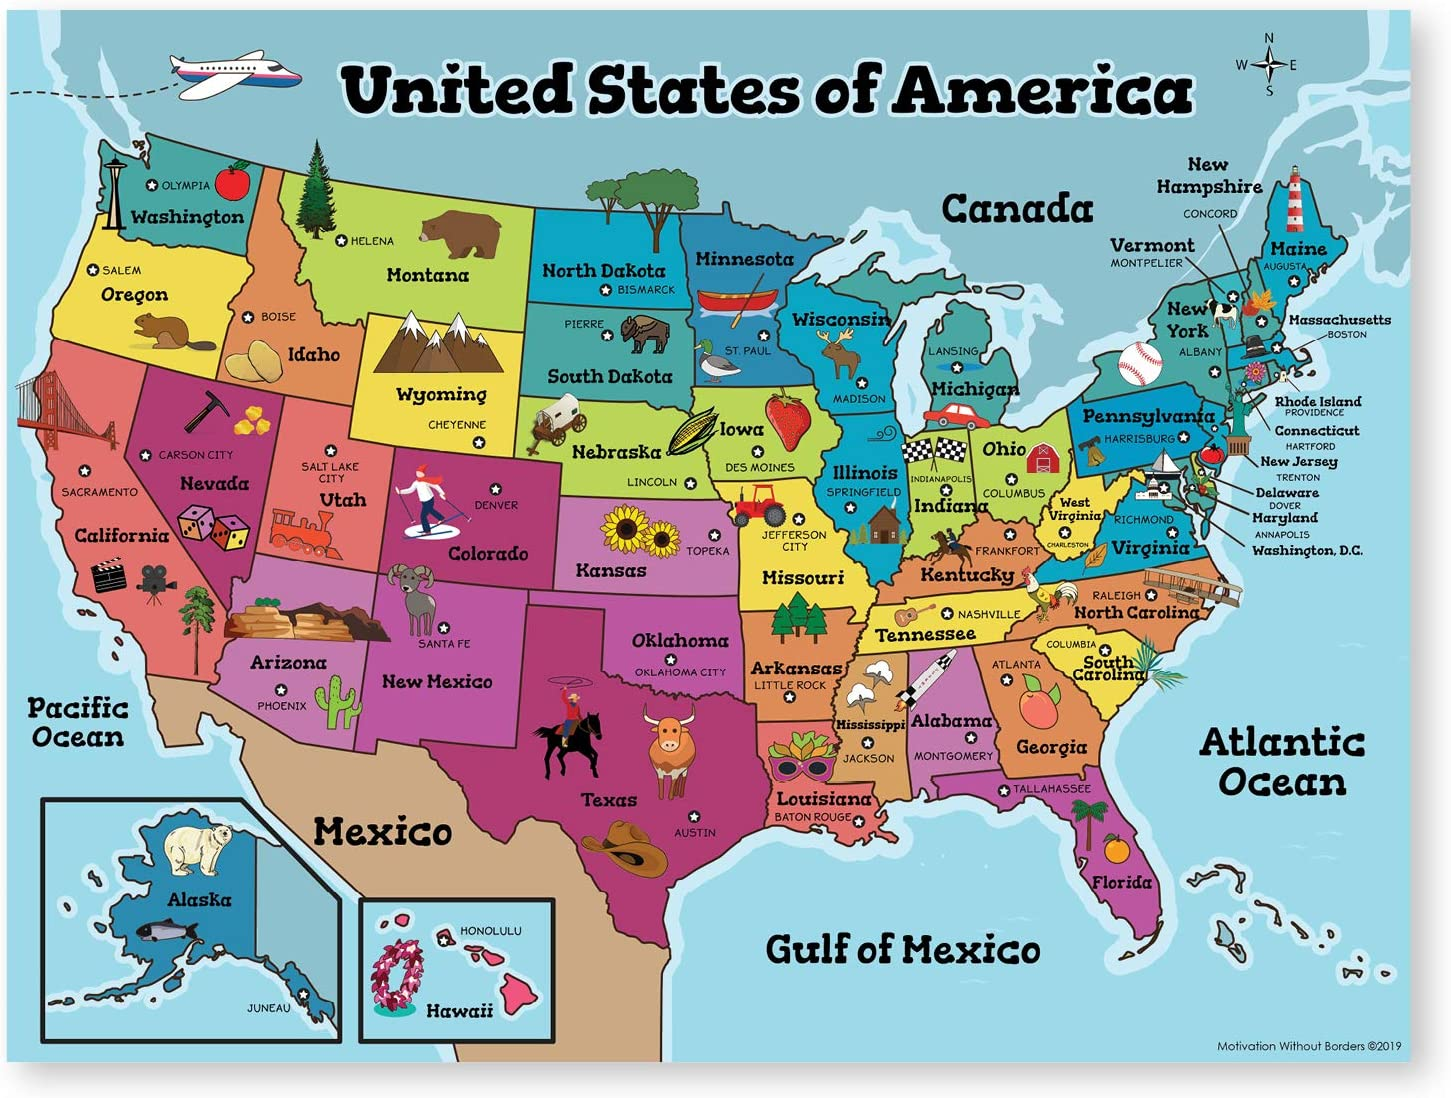 United States of America
N
W E
S
Canada
New
Hampshire
CONCORD
Vermont
MONTPELIER
Maine
AUGUSTA
OLYMPIA
Washington
HELENA
Montana
North Dakota
BISMARCK
Minnesota
ST. PAUL
SALEM
Oregon
BOISE
Idaho
Wyoming
CHEYENNE
PIERRE
South Dakota
Wisconsin
MADISON
LANSING
Michigan
New
York
ALBANY
Massachusetts
BOSTON
Rhode Island
PROVIDENCE
Connecticut
HARTFORD
New Jersey
TRENTON
Delaware
DOVER
Maryland
ANNAPOLIS
Washington, D.C.
Pennsylvania
HARRISBURG
Nebraska
LINCOLN
Iowa
DES MOINES
Illinois
SPRINGFIELD
INDIANAPOLIS
Indiana
Ohio
COLUMBUS
West
Virginia
CHARLESTON
RICHMOND
Virginia
SACRAMENTO
California
CARSON CITY
Nevada
SALT LAKE
CITY
Utah
DENVER
Colorado
TOPEKA
Kansas
JEFFERSON
CITY
Missouri
FRANKFORT
Kentucky
RALEIGH
North Carolina
NASHVILLE
Tennessee
COLUMBIA
South
Carolina
Arizona
PHOENIX
SANTA FE
New Mexico
Oklahoma
OKLAHOMA CITY
Arkansas
LITTLE ROCK
Mississippi
JACKSON
Alabama
MONTGOMERY
ATLANTA
Georgia
Pacific
Ocean
Atlantic
Ocean
Texas
AUSTIN
Louisiana
BATON ROUGE
TALLAHASSEE
Florida
Mexico
Gulf of Mexico
Alaska
JUNEAU
HONOLULU
Hawaii
Motivation Without Borders ©2019